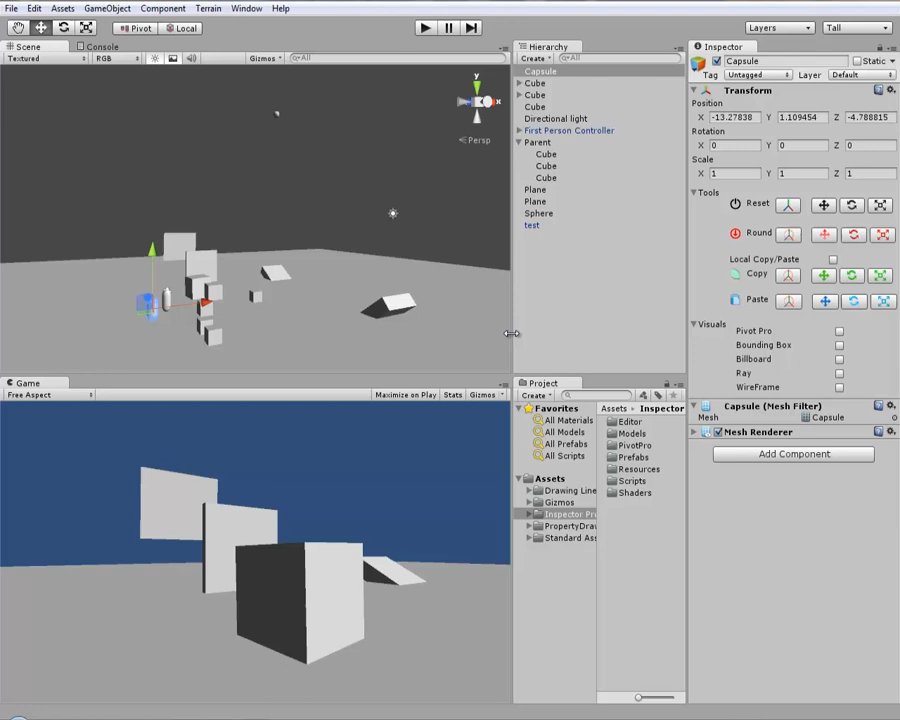 File Edit Assets GameObject Component Terrain Window Help
Pivot Local Layers Tall
Scene Console Hierarchy Inspector
Textured RGB Gizmos All Create All Capsule Static
Tag Untagged Layer Default
Capsule
Cube
Cube
Cube
Directional light
First Person Controller
Parent
Cube
Cube
Cube
Plane
Plane
Sphere
test
y
x
Persp
Transform
Position
X -13.27838 Y 1.109454 Z -4.788815
Rotation
X 0 Y 0 Z 0
Scale
X 1 Y 1 Z 1
Tools
Reset
Round
Local Copy/Paste
Copy
Paste
Visuals
Pivot Pro
Bounding Box
Billboard
Ray
WireFrame
Capsule (Mesh Filter)
Mesh Capsule
Mesh Renderer
Add Component
Game
Free Aspect Maximize on Play Stats Gizmos
Project
Create
Favorites
All Materials
All Models
All Prefabs
All Scripts
Assets
Drawing Line
Gizmos
Inspector Pr
PropertyDra
Standard Ass
Assets Inspector
Editor
Models
PivotPro
Prefabs
Resources
Scripts
Shaders